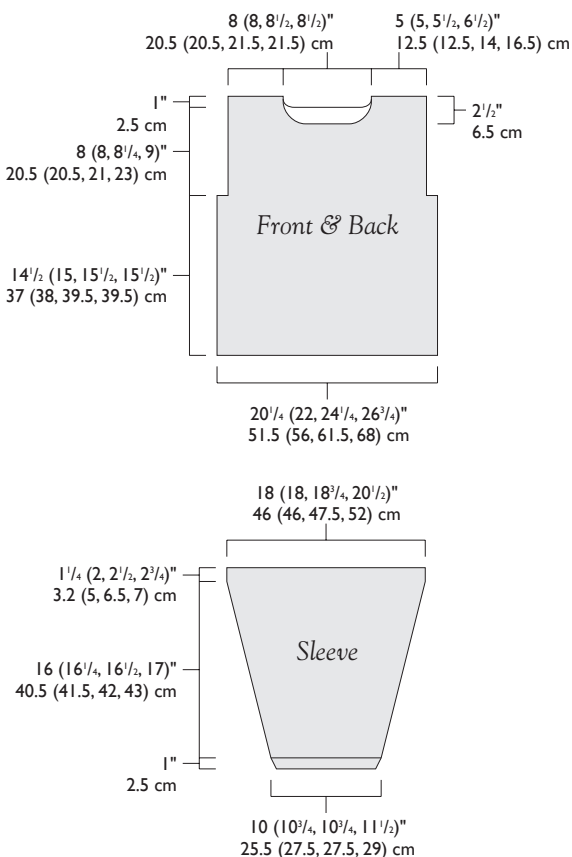 8 (8, 8½, 8½)"
20.5 (20.5, 21.5, 21.5) cm
5 (5, 5½, 6½)"
12.5 (12.5, 14, 16.5) cm
1"
2.5 cm
2½"
6.5 cm
8 (8, 8¼, 9)"
20.5 (20.5, 21, 23) cm
Front & Back
14½ (15, 15½, 15½)"
37 (38, 39.5, 39.5) cm
20¼ (22, 24¼, 26¾)"
51.5 (56, 61.5, 68) cm
18 (18, 18¾, 20½)"
46 (46, 47.5, 52) cm
1¼ (2, 2½, 2¾)"
3.2 (5, 6.5, 7) cm
Sleeve
16 (16¼, 16½, 17)"
40.5 (41.5, 42, 43) cm
1"
2.5 cm
10 (10¾, 10¾, 11½)"
25.5 (27.5, 27.5, 29) cm